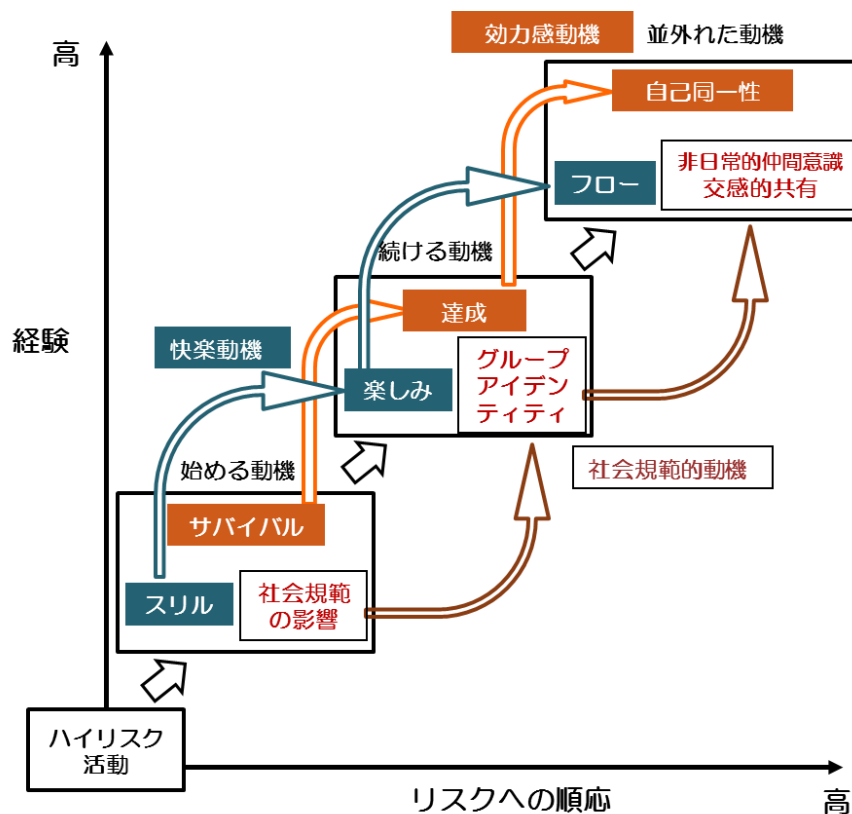 効力感動機
並外れた動機
高
自己同一性
非日常的仲間意識
交感的共有
フロー
続ける動機
達成
経験
快楽動機
グループ
アイデン
ティティ
楽しみ
始める動機
社会規範的動機
サバイバル
スリル
社会規範
の影響
ハイリスク
活動
リスクへの順応
高